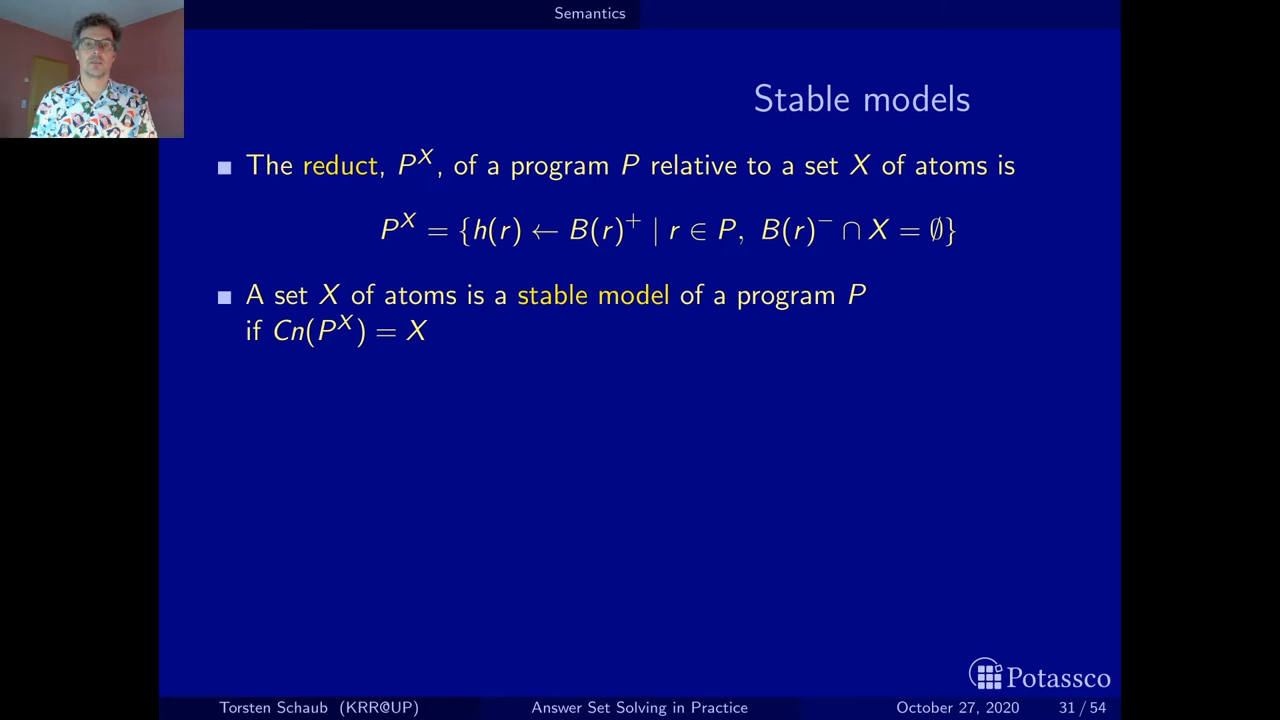 Semantics
Stable models
The reduct, P^X, of a program P relative to a set X of atoms is
P^X = {h(r) ← B(r)^+ | r ∈ P, B(r)^− ∩ X = ∅}
A set X of atoms is a stable model of a program P
if Cn(P^X) = X
Potassco
Torsten Schaub (KRR@UP) Answer Set Solving in Practice October 27, 2020 31 / 54